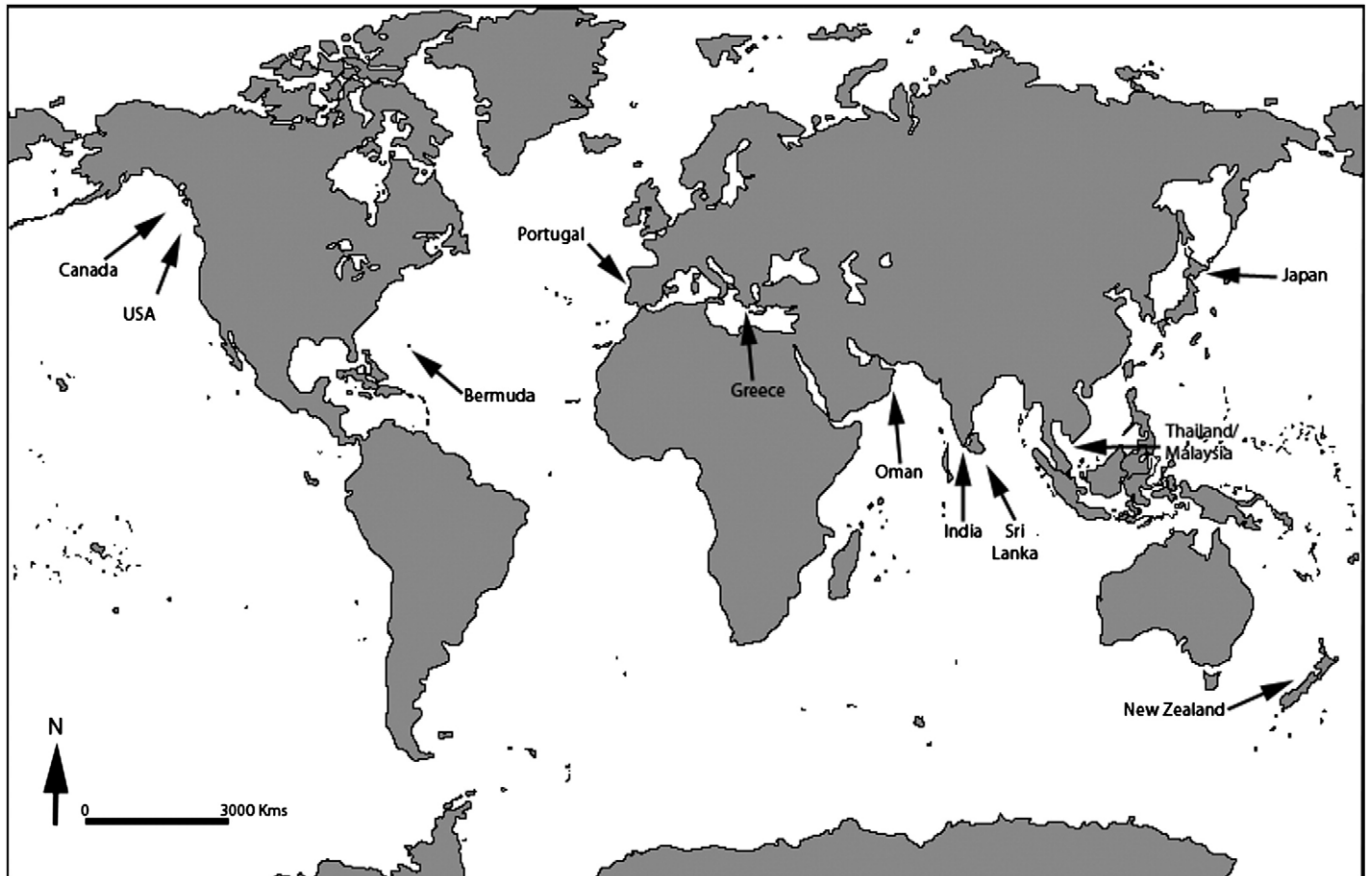 Portugal
Canada
Japan
USA
Greece
Bermuda
Thailand/
Malaysia
Oman
India
Sri
Lanka
New Zealand
N
0
3000 Kms